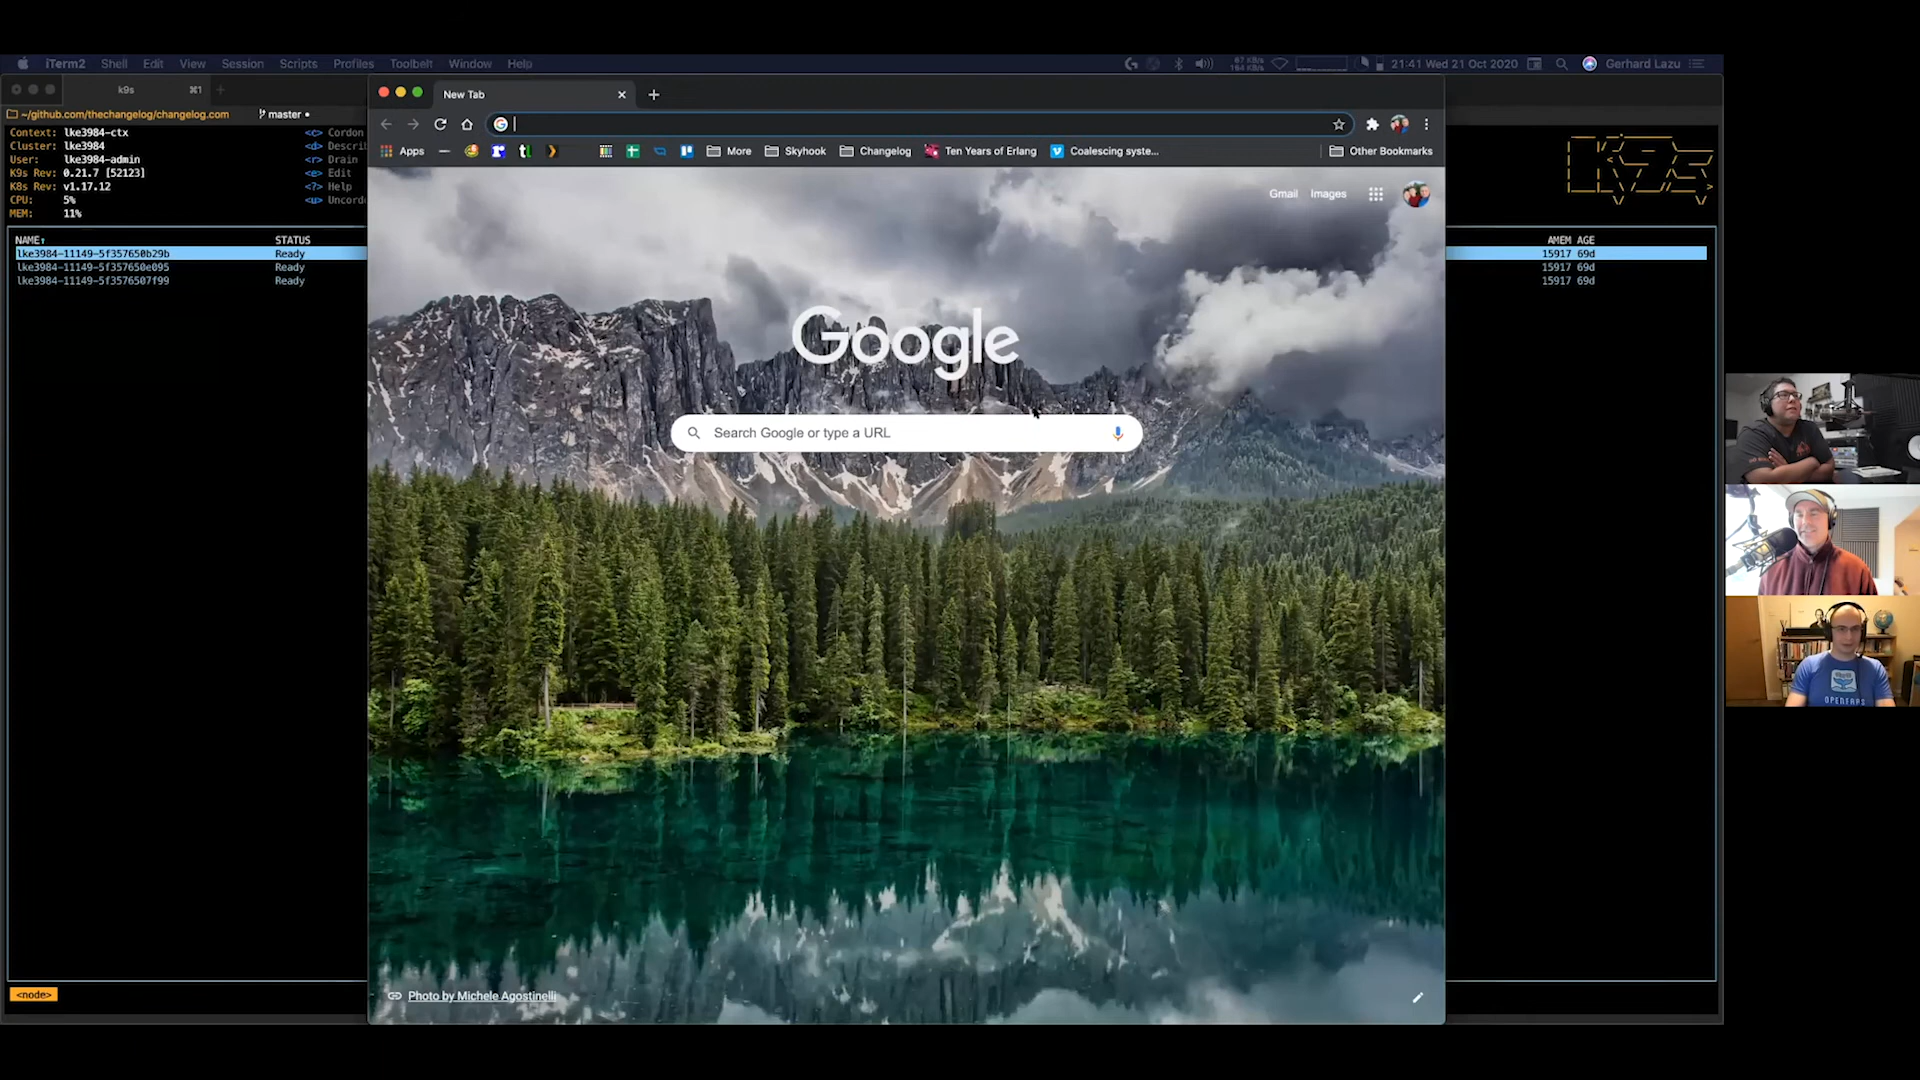 iTerm2 Shell Edit View Session Scripts Profiles Toolbelt Window Help
21:41 Wed 21 Oct 2020 Gerhard Lazu
k9s ⌘1
New Tab
~/github.com/thechangelog/changelog.com master
Context: lke3984-ctx <c> Cordon
Cluster: lke3984 <d> Descri
User: lke3984-admin <r> Drain
K9s Rev: 0.21.7 [52123] <e> Edit
K8s Rev: v1.17.12 <?> Help
CPU: 5% <u> Uncord
MEM: 11%
Apps More Skyhook Changelog Ten Years of Erlang Coalescing syste... Other Bookmarks
Gmail Images
NAME↑ STATUS AMEM AGE
lke3984-11149-5f357650b29b Ready 15917 69d
lke3984-11149-5f357650e095 Ready 15917 69d
lke3984-11149-5f3576507f99 Ready 15917 69d
Google
Search Google or type a URL
Photo by Michele Agostinelli
<node>
OPENFAAS